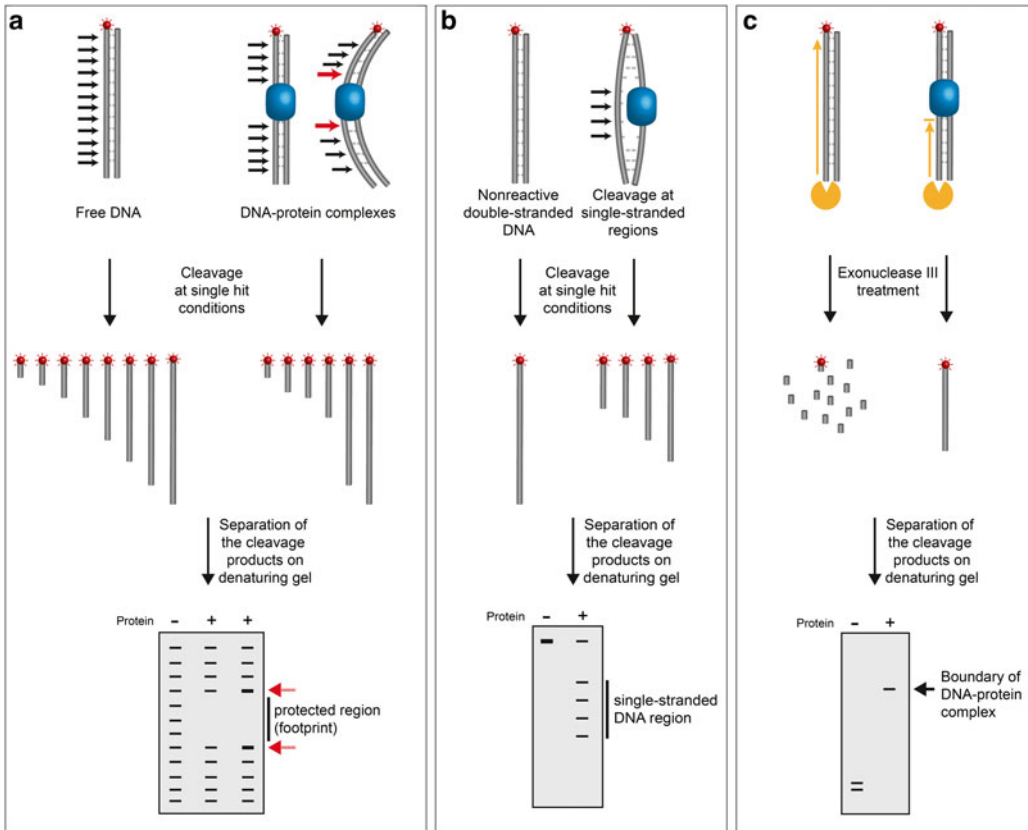 a
Free DNA
DNA-protein complexes
Cleavage
at single hit
conditions
Separation of
the cleavage
products on
denaturing gel
Protein - + +
protected region
(footprint)
b
Nonreactive
double-stranded
DNA
Cleavage at
single-stranded
regions
Cleavage
at single hit
conditions
Separation of
the cleavage
products on
denaturing gel
Protein - +
single-stranded
DNA region
c
Exonuclease III
treatment
Separation of
the cleavage
products on
denaturing gel
Protein - +
Boundary of
DNA-protein
complex